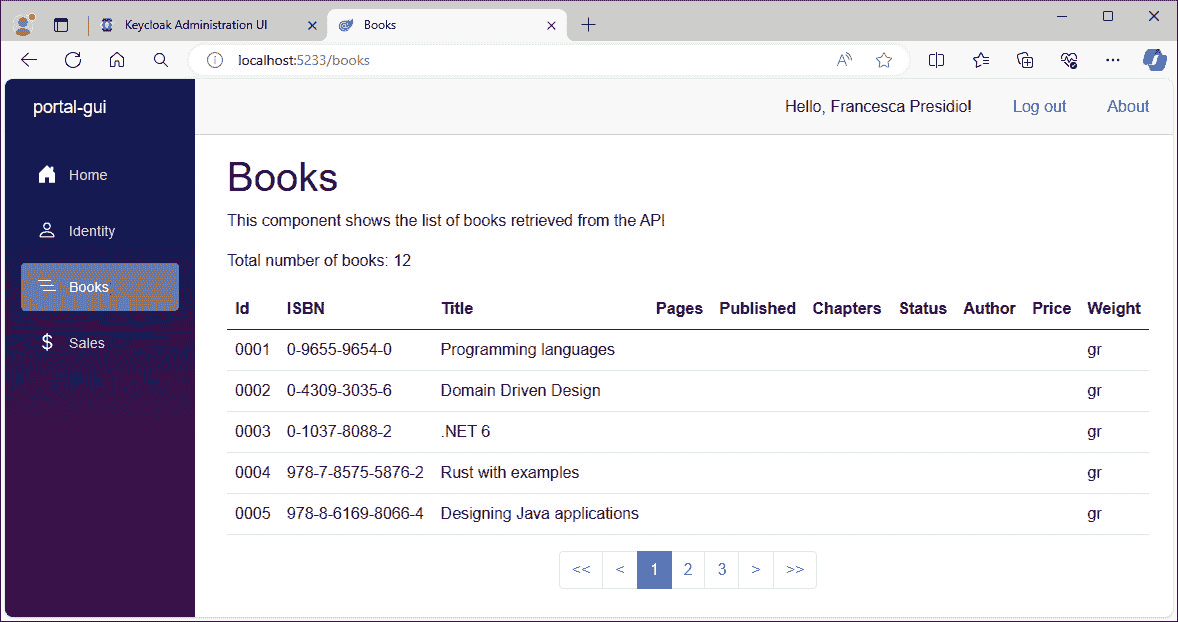 Keycloak Administration UI
Books
localhost:5233/books
portal-gui
Hello, Francesca Presidio! Log out About
Home
Identity
Books
Sales
Books
This component shows the list of books retrieved from the API
Total number of books: 12
Id ISBN Title Pages Published Chapters Status Author Price Weight
0001 0-9655-9654-0 Programming languages gr
0002 0-4309-3035-6 Domain Driven Design gr
0003 0-1037-8088-2 .NET 6 gr
0004 978-7-8575-5876-2 Rust with examples gr
0005 978-8-6169-8066-4 Designing Java applications gr
<< < 1 2 3 > >>